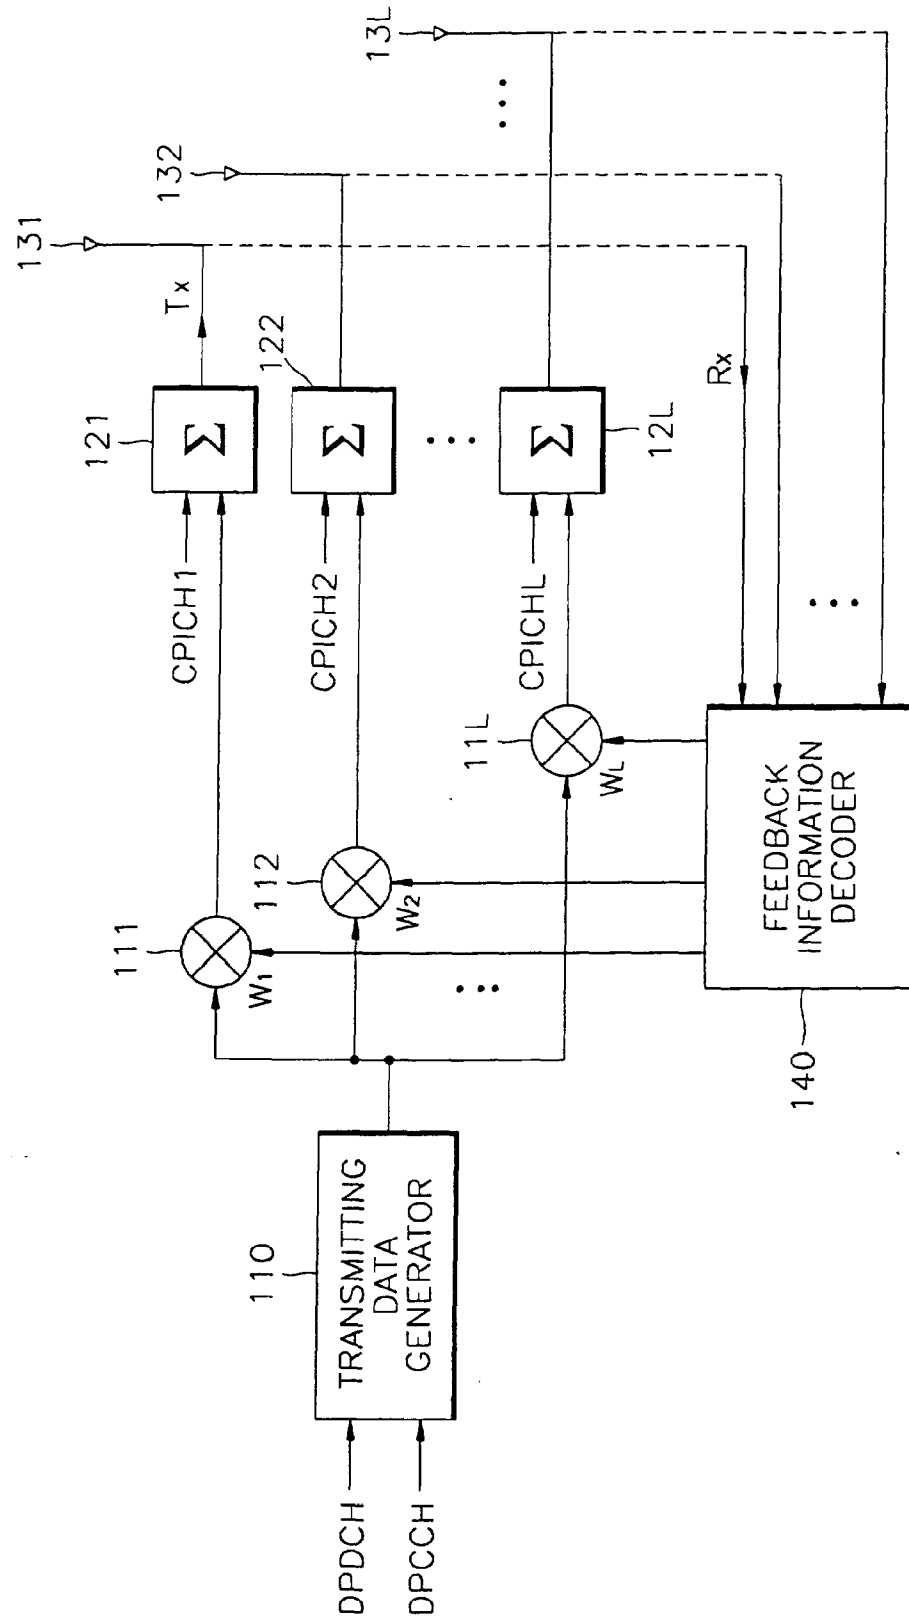 131
132
13L
Tx
121
Σ
122
Σ
12L
Σ
Rx
CPICH1
CPICH2
CPICHL
111
W1
112
W2
11L
WL
FEEDBACK
INFORMATION
DECODER
140
110
TRANSMITTING
DATA
GENERATOR
DPDCH
DPCCH